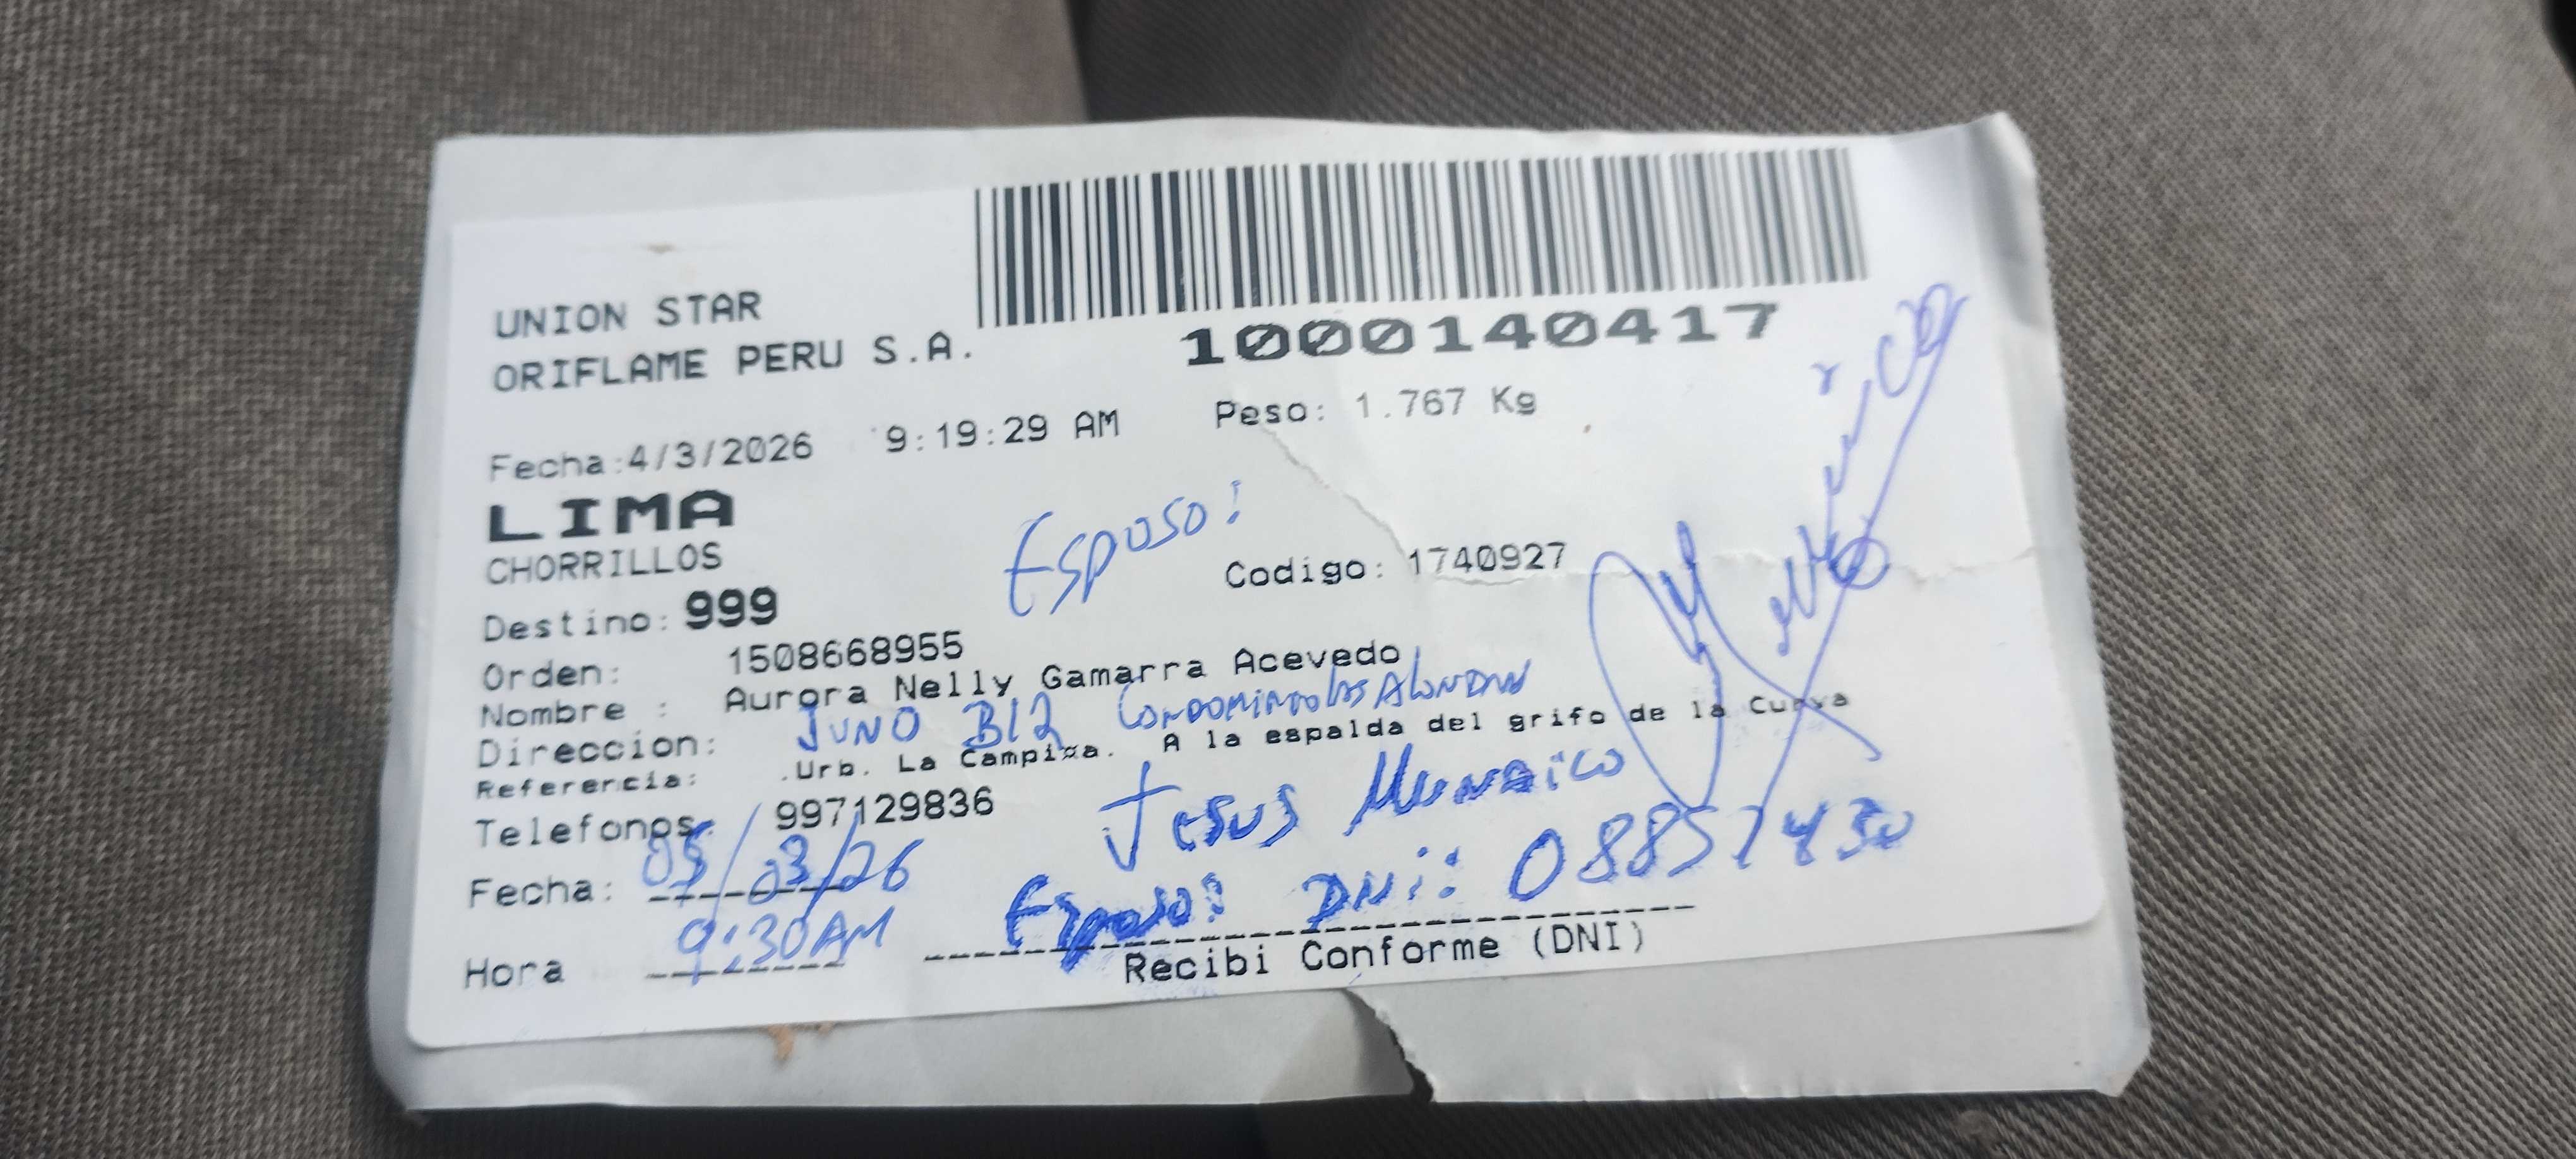 UNION STAR
ORIFLAME PERU S.A.
1000140417
Fecha:4/3/2026 9:19:29 AM Peso: 1.767 Kg
LIMA
CHORRILLOS
Esposo:
Codigo: 1740927
Destino: 999
Orden: 1508668955
Nombre : Aurora Nelly Gamarra Acevedo
Direccion: JUNO B12 CONDOMINIO LAS
Referencia: .Urb. La Campixa. A la espalda del grifo de la Curva
Telefonos: 997129836
Jesus
Fecha: 05/03/26
Esposo: DNi:
Hora 9:30AM
Recibi Conforme (DNI)